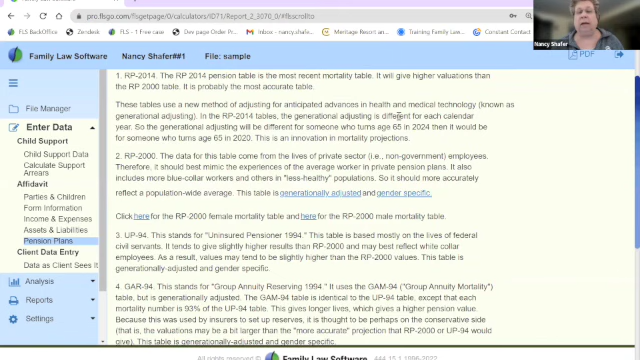 pro.flsgo.net/flsgetpage/0/calculators/ID71/Report_2_3070_0/#f8scrollto
FLS BackOffice
Zendesk
FLS - 1 Free case
Dev page Order Pro...
Training Family Law...
Family Law Software
Nancy Shafer##1
File: sample
PDF
Nancy Shafer
File Manager
Enter Data
Child Support
Child Support Data
Calculate Support
Arrears
Affidavit
Parties & Children
Form Information
Income & Expenses
Assets & Liabilities
Pension Plans
Client Data Entry
Data as Client Sees It
Analysis
Reports
Settings
1. RP-2014. The RP 2014 pension table is the most recent mortality table. It will give higher valuations than
the RP 2000 table. It is probably the most accurate table.
These tables use a new method of adjusting for anticipated advances in health and medical technology (known as
generational adjusting). In the RP-2014 tables, the generational adjusting is different for each calendar
year. So the generational adjusting will be different for someone who turns age 65 in 2024 then it would be
for someone who turns age 65 in 2020. This is an innovation in mortality projections.
2. RP-2000. The data for this table come from the lives of private sector (i.e., non-government) employees.
Therefore, it should best mimic the experiences of the average worker in private pension plans. It also
includes more blue-collar workers and others in "less-healthy" populations. So it should more accurately
reflect a population-wide average. This table is generationally adjusted and gender specific.
Click here for the RP-2000 female mortality table and here for the RP-2000 male mortality table.
3. UP-94. This stands for "Uninsured Pensioner 1994". This table is based mostly on the lives of federal
civil servants. It tends to give slightly higher results than RP-2000 and may best reflect white collar
employees. As a result, values may tend to be slightly higher than the RP-2000 values. This table is
generationally-adjusted and gender specific.
4. GAR-94. This stands for "Group Annuity Reserving 1994". It uses the GAM-94 ("Group Annuity Mortality")
table, but is generationally adjusted. The GAM-94 table is identical to the UP-94 table, except that each
mortality number is 93% of the UP-94 table. This gives longer lives, which gives a higher pension value.
Because this was used by insurers to set up reserves, it is thought to be perhaps on the conservative side
(that is, the valuations may be a bit larger than the "more accurate" projection that RP-2000 or UP-94 would
give). This table is generationally-adjusted and gender specific.
Family Law Software
444.15.1 1996-2022